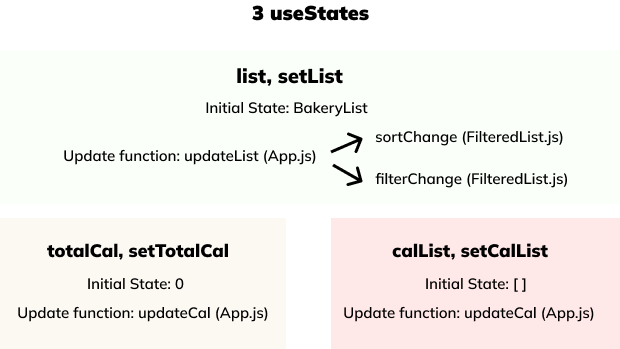 3 useStates
list, setList
Initial State: BakeryList
Update function: updateList (App.js)
sortChange (FilteredList.js)
filterChange (FilteredList.js)
totalCal, setTotalCal
Initial State: 0
Update function: updateCal (App.js)
calList, setCalList
Initial State: [ ]
Update function: updateCal (App.js)